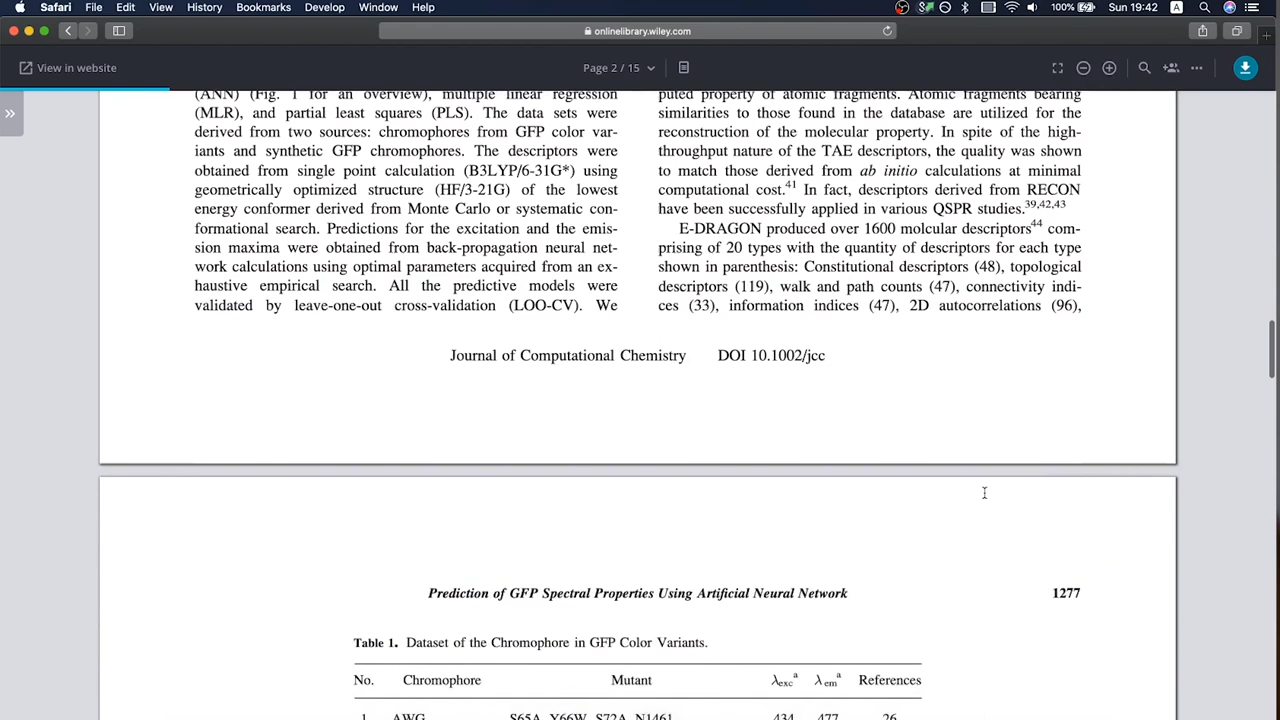 Safari File Edit View History Bookmarks Develop Window Help 100% Sun 19:42 A
onlinelibrary.wiley.com
View in website Page 2 / 15
(ANN) (Fig. 1 for an overview), multiple linear regression
(MLR), and partial least squares (PLS). The data sets were
derived from two sources: chromophores from GFP color var-
iants and synthetic GFP chromophores. The descriptors were
obtained from single point calculation (B3LYP/6-31G*) using
geometrically optimized structure (HF/3-21G) of the lowest
energy conformer derived from Monte Carlo or systematic con-
formational search. Predictions for the excitation and the emis-
sion maxima were obtained from back-propagation neural net-
work calculations using optimal parameters acquired from an ex-
haustive empirical search. All the predictive models were
validated by leave-one-out cross-validation (LOO-CV). We
puted property of atomic fragments. Atomic fragments bearing
similarities to those found in the database are utilized for the
reconstruction of the molecular property. In spite of the high-
throughput nature of the TAE descriptors, the quality was shown
to match those derived from ab initio calculations at minimal
computational cost.41 In fact, descriptors derived from RECON
have been successfully applied in various QSPR studies.39,42,43
E-DRAGON produced over 1600 molcular descriptors44 com-
prising of 20 types with the quantity of descriptors for each type
shown in parenthesis: Constitutional descriptors (48), topological
descriptors (119), walk and path counts (47), connectivity indi-
ces (33), information indices (47), 2D autocorrelations (96),
Journal of Computational Chemistry DOI 10.1002/jcc
Prediction of GFP Spectral Properties Using Artificial Neural Network 1277
Table 1. Dataset of the Chromophore in GFP Color Variants.
No. Chromophore Mutant λexca λema References
1 AWG S65A, Y66W, S72A, N146I 434 477 26